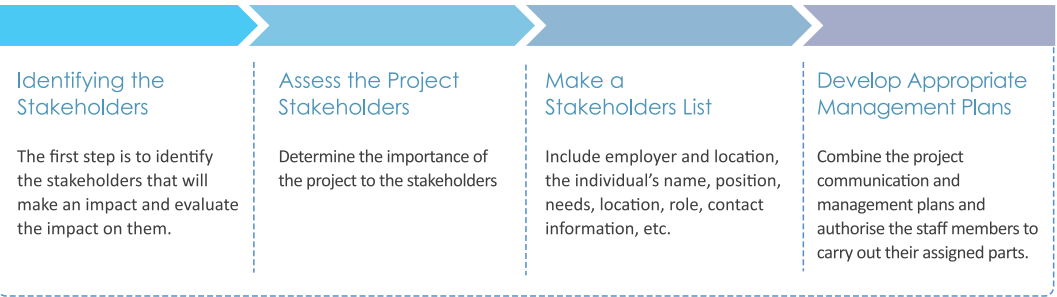 Identifying the
Stakeholders
The first step is to identify
the stakeholders that will
make an impact and evaluate
the impact on them.
Assess the Project
Stakeholders
Determine the importance of
the project to the stakeholders
Make a
Stakeholders List
Include employer and location,
the individual's name, position,
needs, location, role, contact
information, etc.
Develop Appropriate
Management Plans
Combine the project
communication and
management plans and
authorise the staff members to
carry out their assigned parts.